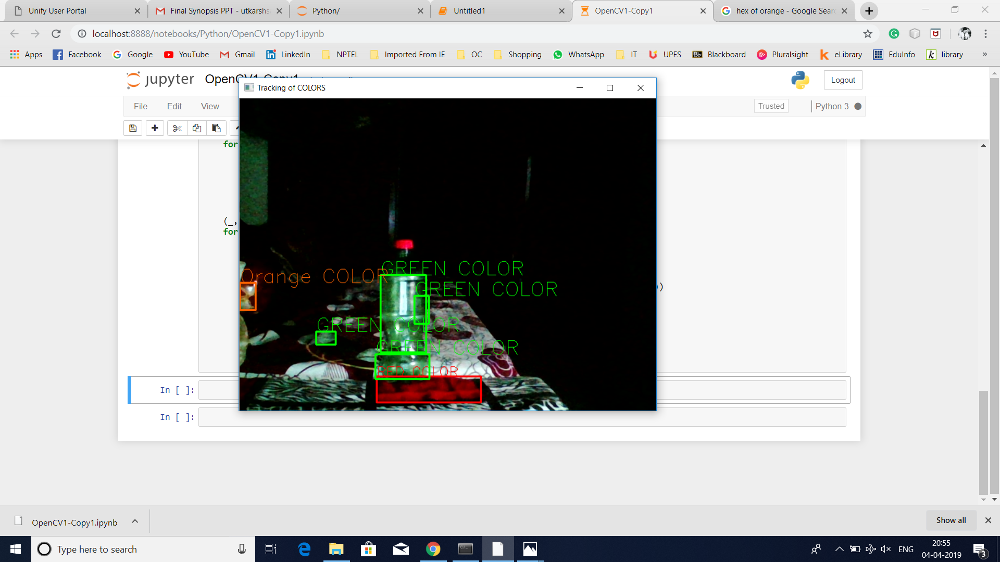 Unify User Portal
Final Synopsis PPT - utkarshs
Python/
Untitled1
OpenCV1-Copy1
hex of orange - Google Sear
localhost:8888/notebooks/Python/OpenCV1-Copy1.ipynb
Apps Facebook Google YouTube Gmail LinkedIn NPTEL Imported From IE OC Shopping WhatsApp IT UPES Blackboard Pluralsight eLibrary EduInfo library »
jupyter OpenCV1-Copy1 Logout
Tracking of COLORS
File Edit View Trusted Python 3
for
(_,
for
GREEN COLOR
Orange COLOR
GREEN COLOR
))
GREEN COLOR
GREEN COLOR
RED COLOR
In [ ]:
In [ ]:
OpenCV1-Copy1.ipynb
Show all
Type here to search
ENG
20:55
04-04-2019
3